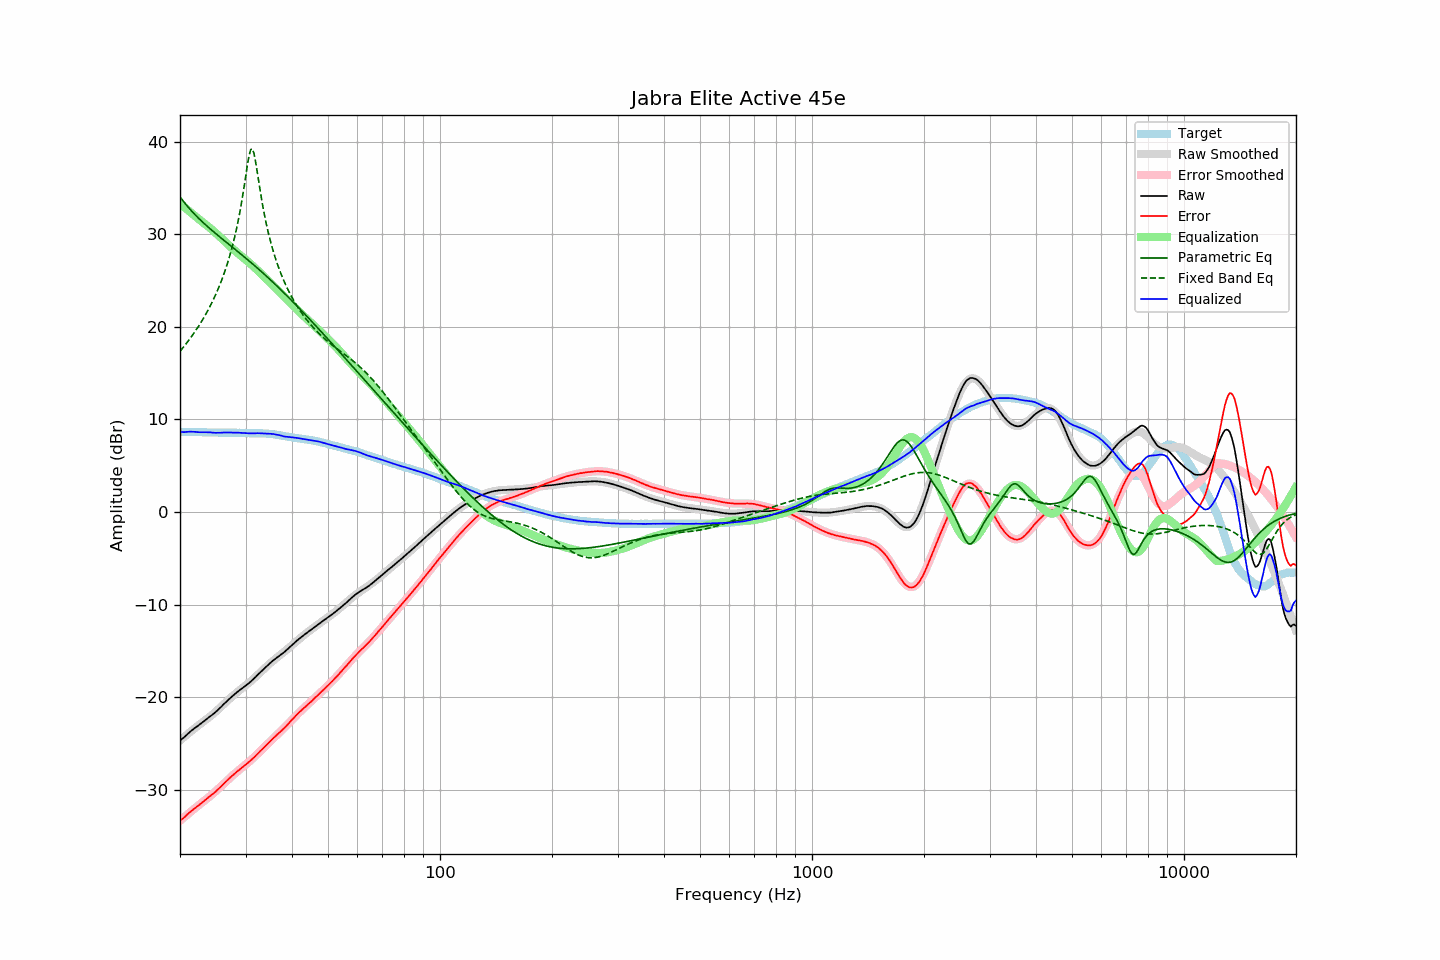 Jabra Elite Active 45e
Amplitude (dBr)
40
30
20
10
0
−10
−20
−30
100
1000
10000
Frequency (Hz)
Target
Raw Smoothed
Error Smoothed
Raw
Error
Equalization
Parametric Eq
Fixed Band Eq
Equalized